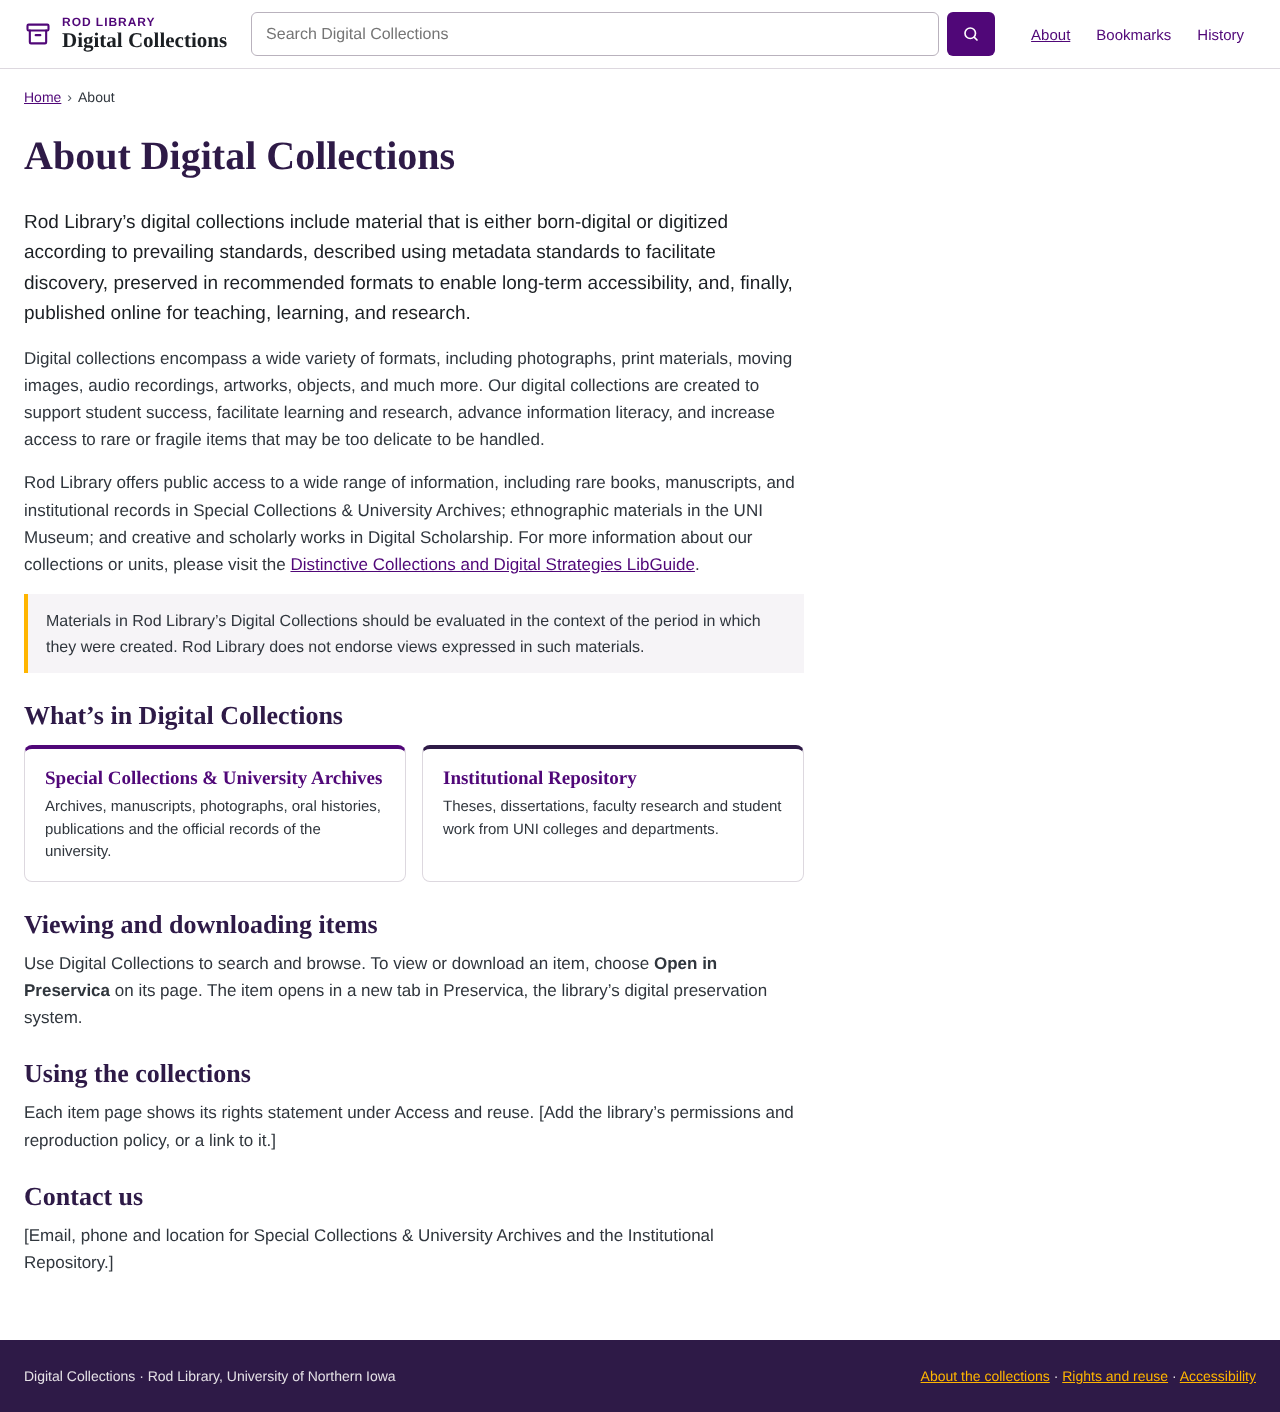 ROD LIBRARY
Digital Collections
Search Digital Collections
About
Bookmarks
History
Home › About
About Digital Collections
Rod Library’s digital collections include material that is either born-digital or digitized
according to prevailing standards, described using metadata standards to facilitate
discovery, preserved in recommended formats to enable long-term accessibility, and, finally,
published online for teaching, learning, and research.
Digital collections encompass a wide variety of formats, including photographs, print materials, moving
images, audio recordings, artworks, objects, and much more. Our digital collections are created to
support student success, facilitate learning and research, advance information literacy, and increase
access to rare or fragile items that may be too delicate to be handled.
Rod Library offers public access to a wide range of information, including rare books, manuscripts, and
institutional records in Special Collections & University Archives; ethnographic materials in the UNI
Museum; and creative and scholarly works in Digital Scholarship. For more information about our
collections or units, please visit the Distinctive Collections and Digital Strategies LibGuide.
Materials in Rod Library’s Digital Collections should be evaluated in the context of the period in which
they were created. Rod Library does not endorse views expressed in such materials.
What’s in Digital Collections
Special Collections & University Archives
Archives, manuscripts, photographs, oral histories,
publications and the official records of the
university.
Institutional Repository
Theses, dissertations, faculty research and student
work from UNI colleges and departments.
Viewing and downloading items
Use Digital Collections to search and browse. To view or download an item, choose Open in
Preservica on its page. The item opens in a new tab in Preservica, the library’s digital preservation
system.
Using the collections
Each item page shows its rights statement under Access and reuse. [Add the library’s permissions and
reproduction policy, or a link to it.]
Contact us
[Email, phone and location for Special Collections & University Archives and the Institutional
Repository.]
Digital Collections · Rod Library, University of Northern Iowa
About the collections · Rights and reuse · Accessibility